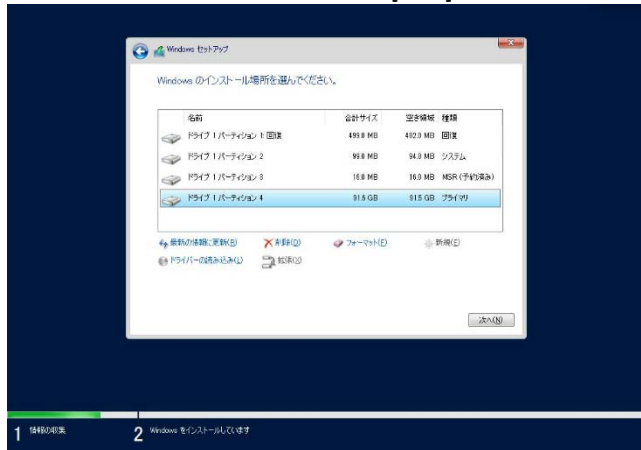 Windows セットアップ
Windows のインストール場所を選んでください。
名前 合計サイズ 空き領域 種類
ドライブ 1 パーティション 1: 回復 499.0 MB 482.0 MB 回復
ドライブ 1 パーティション 2 99.0 MB 94.0 MB システム
ドライブ 1 パーティション 3 16.0 MB 16.0 MB MSR (予約済み)
ドライブ 1 パーティション 4 91.5 GB 91.5 GB プライマリ
最新の情報に更新(R) 削除(D) フォーマット(F) 新規(E)
ドライバーの読み込み(L) 拡張(X)
次へ(N)
1 情報の収集 2 Windows をインストールしています